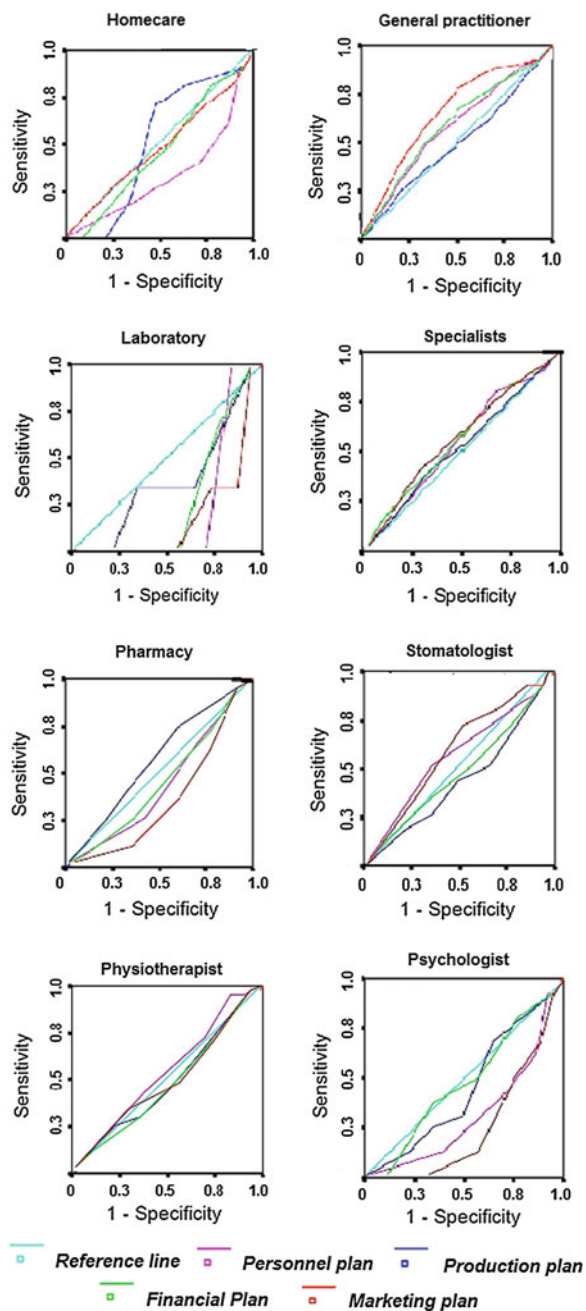 Homecare
General practitioner
Sensitivity
1.0
0.8
0.5
0.3
0
0.3
0.5
0.8
1.0
1 - Specificity
Sensitivity
1.0
0.8
0.5
0.3
0
0.3
0.5
0.8
1.0
1 - Specificity
Laboratory
Specialists
Sensitivity
1.0
0.8
0.5
0.3
0
0.3
0.5
0.8
1.0
1 - Specificity
Sensitivity
1.0
0.8
0.5
0.3
0
0.3
0.5
0.8
1.0
1 - Specificity
Pharmacy
Stomatologist
Sensitivity
1.0
0.8
0.5
0.3
0
0.3
0.5
0.8
1.0
1 - Specificity
Sensitivity
1.0
0.8
0.5
0.3
0
0.3
0.5
0.8
1.0
1 - Specificity
Physiotherapist
Psychologist
Sensitivity
1.0
0.8
0.5
0.3
0
0.3
0.5
0.8
1.0
1 - Specificity
Sensitivity
1.0
0.8
0.5
0.3
0
0.3
0.5
0.8
1.0
1 - Specificity
Reference line
Personnel plan
Production plan
Financial Plan
Marketing plan